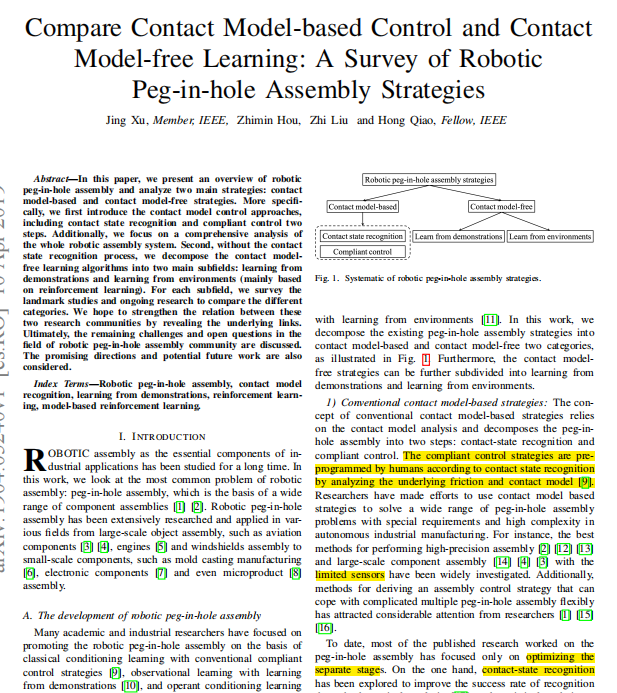 Compare Contact Model-based Control and Contact
Model-free Learning: A Survey of Robotic
Peg-in-hole Assembly Strategies
Jing Xu, Member, IEEE, Zhimin Hou, Zhi Liu and Hong Qiao, Fellow, IEEE
Abstract—In this paper, we present an overview of robotic
peg-in-hole assembly and analyze two main strategies: contact
model-based and contact model-free strategies. More specifi-
cally, we first introduce the contact model control approaches,
including contact state recognition and compliant control two
steps. Additionally, we focus on a comprehensive analysis of
the whole robotic assembly system. Second, without the contact
state recognition process, we decompose the contact model-
free learning algorithms into two main subfields: learning from
demonstrations and learning from environments (mainly based
on reinforcement learning). For each subfield, we survey the
landmark studies and ongoing research to compare the different
categories. We hope to strengthen the relation between these
two research communities by revealing the underlying links.
Ultimately, the remaining challenges and open questions in the
field of robotic peg-in-hole assembly community are discussed.
The promising directions and potential future work are also
considered.
Index Terms—Robotic peg-in-hole assembly, contact model
recognition, learning from demonstrations, reinforcement learn-
ing, model-based reinforcement learning.
I. INTRODUCTION
ROBOTIC assembly as the essential components of in-
dustrial applications has been studied for a long time. In
this work, we look at the most common problem of robotic
assembly: peg-in-hole assembly, which is the basis of a wide
range of component assemblies [1] [2]. Robotic peg-in-hole
assembly has been extensively researched and applied in var-
ious fields from large-scale object assembly, such as aviation
components [3] [4], engines [5] and windshields assembly to
small-scale components, such as mold casting manufacturing
[6], electronic components [7] and even microproduct [8]
assembly.
A. The development of robotic peg-in-hole assembly
Many academic and industrial researchers have focused on
promoting the robotic peg-in-hole assembly on the basis of
classical conditioning learning with conventional compliant
control strategies [9], observational learning with learning
from demonstrations [10], and operant conditioning learning
Robotic peg-in-hole assembly strategies
Contact model-based
Contact model-free
Contact state recognition
Compliant control
Learn from demonstrations
Learn from environments
Fig. 1. Systematic of robotic peg-in-hole assembly strategies.
with learning from environments [11]. In this work, we
decompose the existing peg-in-hole assembly strategies into
contact model-based and contact model-free two categories,
as illustrated in Fig. 1. Furthermore, the contact model-
free strategies can be further subdivided into learning from
demonstrations and learning from environments.
1) Conventional contact model-based strategies: The con-
cept of conventional contact model-based strategies relies
on the contact model analysis and decomposes the peg-in-
hole assembly into two steps: contact-state recognition and
compliant control. The compliant control strategies are pre-
programmed by humans according to contact state recognition
by analyzing the underlying friction and contact model [9].
Researchers have made efforts to use contact model based
strategies to solve a wide range of peg-in-hole assembly
problems with special requirements and high complexity in
autonomous industrial manufacturing. For instance, the best
methods for performing high-precision assembly [2] [12] [13]
and large-scale component assembly [14] [4] [3] with the
limited sensors have been widely investigated. Additionally,
methods for deriving an assembly control strategy that can
cope with complicated multiple peg-in-hole assembly flexibly
has attracted considerable attention from researchers [1] [15]
[16].
To date, most of the published research worked on the
peg-in-hole assembly has focused only on optimizing the
separate stages. On the one hand, contact-state recognition
has been explored to improve the success rate of recognition